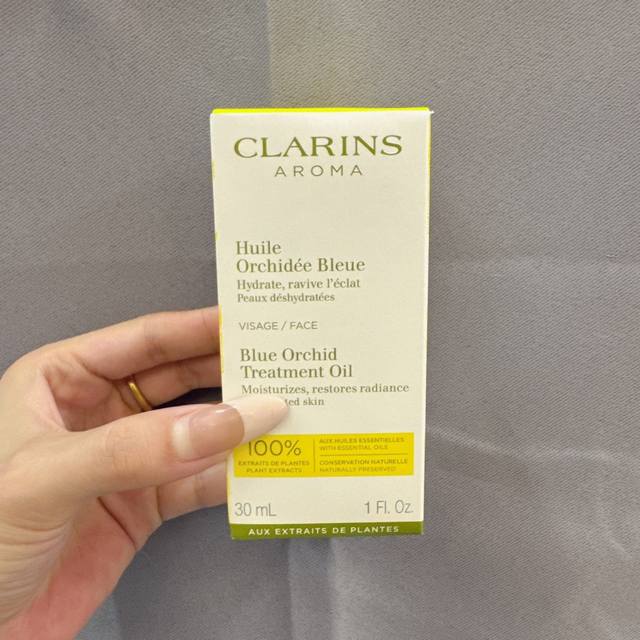 CLARINS
AROMA
Huile
Orchidée Bleue
Hydrate, ravive l'éclat
Peaux déshydratées
VISAGE / FACE
Blue Orchid
Treatment Oil
Moisturizes, restores radiance
skin
100%
EXTRAITS DE PLANTES
PLANT EXTRACTS
AUX HUILES ESSENTIELLES
WITH ESSENTIAL OILS
CONSERVATION NATURELLE
NATURALLY PRESERVED
30 mL 1 Fl. Oz.
AUX EXTRAITS DE PLANTES